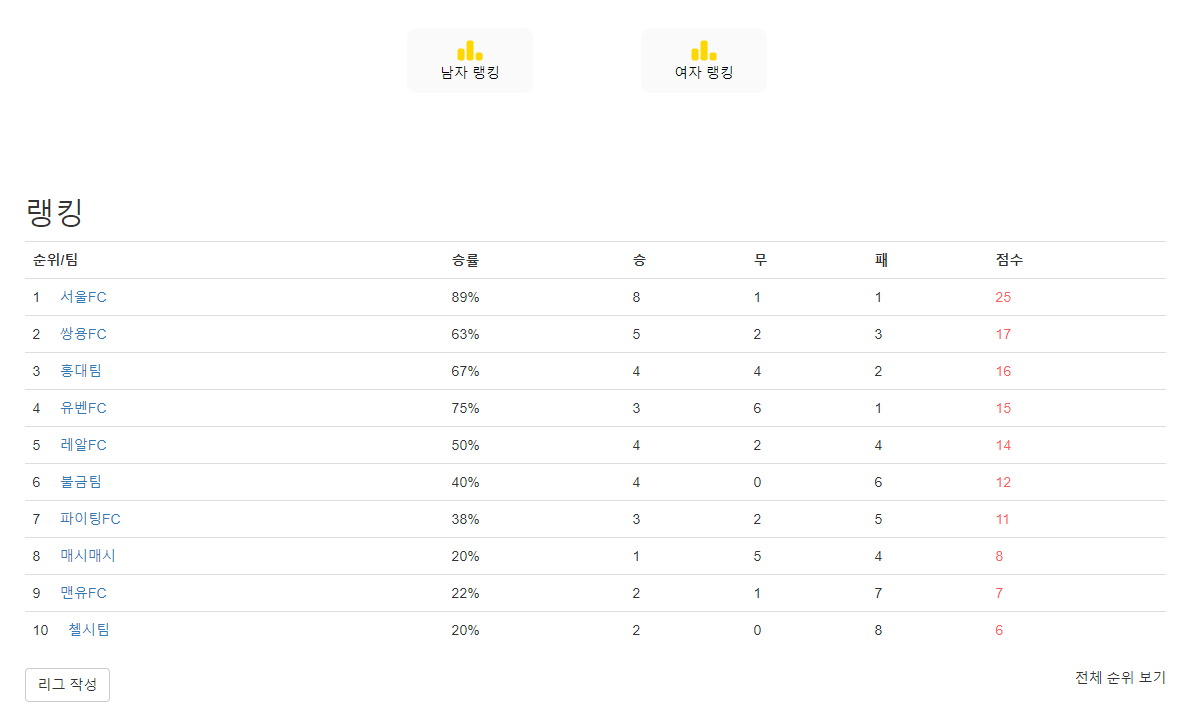 남자 랭킹 여자 랭킹
랭킹
순위/팀 승률 승 무 패 점수
1 서울FC 89% 8 1 1 25
2 쌍용FC 63% 5 2 3 17
3 홍대팀 67% 4 4 2 16
4 유벤FC 75% 3 6 1 15
5 레알FC 50% 4 2 4 14
6 불금팀 40% 4 0 6 12
7 파이팅FC 38% 3 2 5 11
8 매시매시 20% 1 5 4 8
9 맨유FC 22% 2 1 7 7
10 첼시팀 20% 2 0 8 6
리그 작성 전체 순위 보기